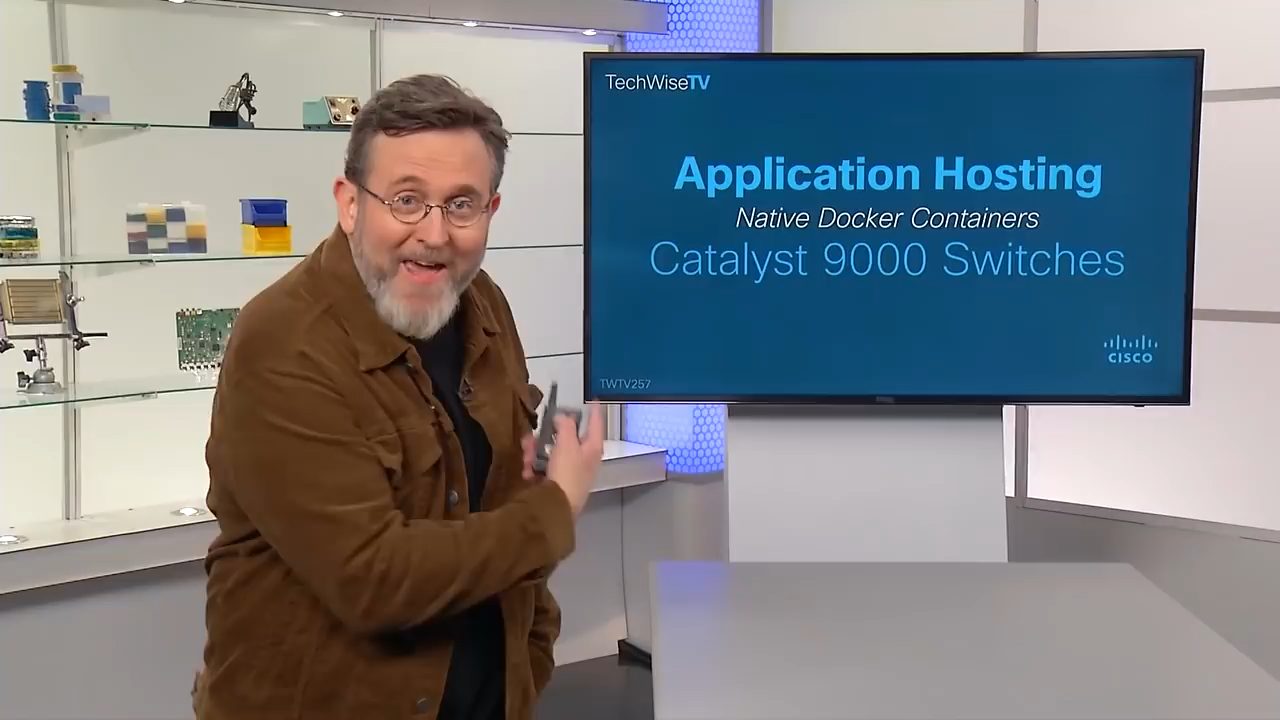 TechWiseTV
Application Hosting
Native Docker Containers
Catalyst 9000 Switches
CISCO
TWTV257